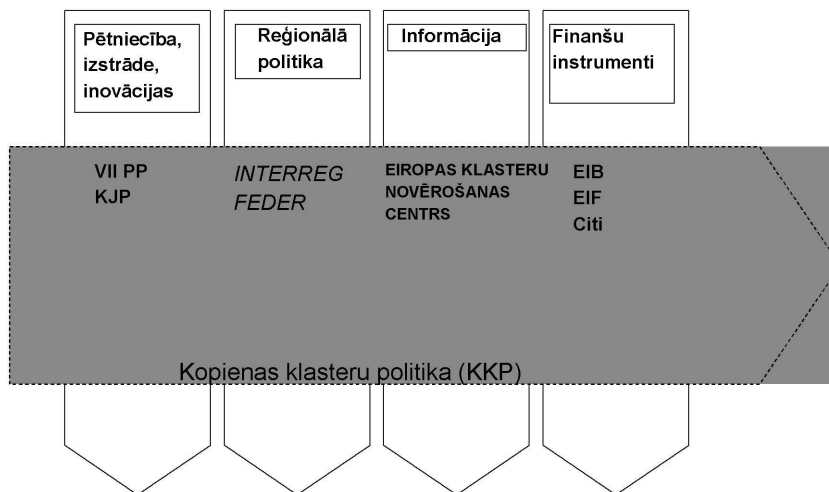 Pētniecība,
izstrāde,
inovācijas
Reģionālā
politika
Informācija
Finanšu
instrumenti
VII PP
KJP
INTERREG
FEDER
EIROPAS KLASTERU
NOVĒROŠANAS
CENTRS
EIB
EIF
Citi
Kopienas klasteru politika (KKP)